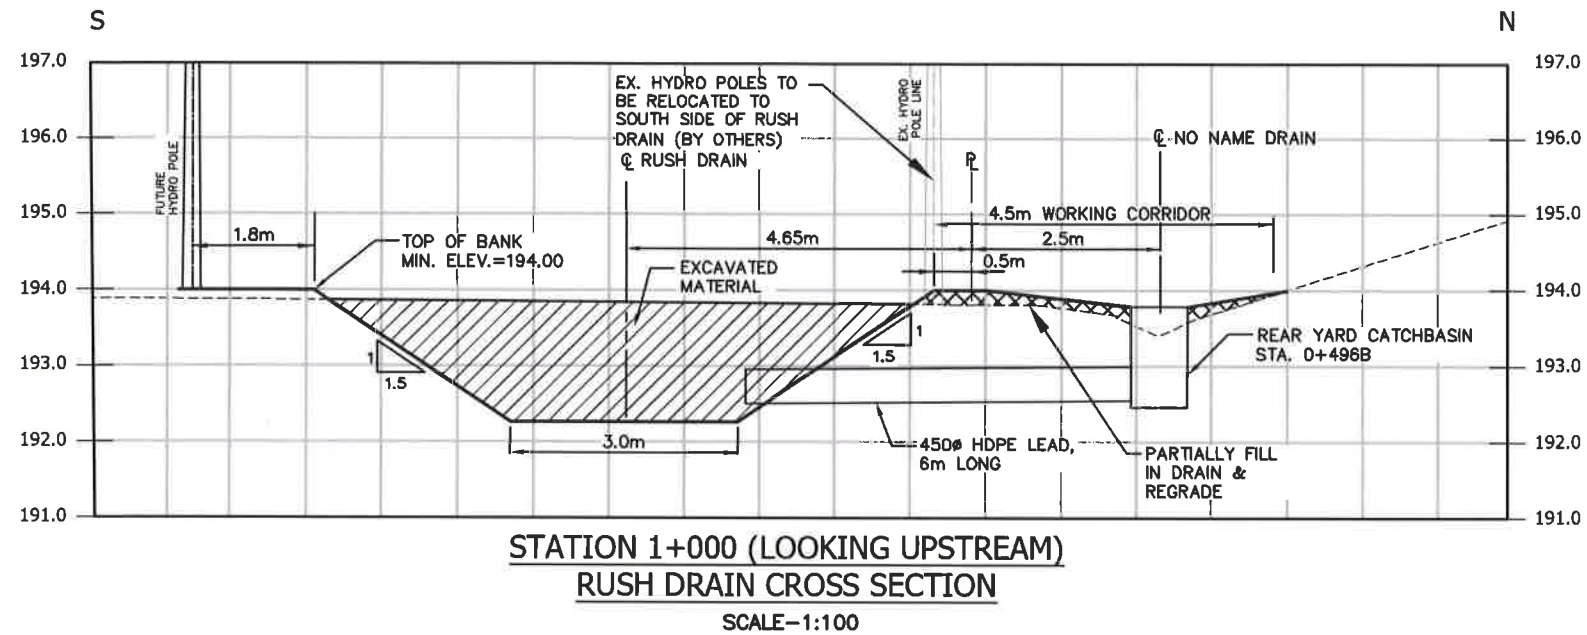 S
N
197.0
196.0
195.0
194.0
193.0
192.0
191.0
197.0
196.0
195.0
194.0
193.0
192.0
191.0
FUTURE
HYDRO POLE
1.8m
TOP OF BANK
MIN. ELEV.=194.00
EX. HYDRO POLES TO
BE RELOCATED TO
SOUTH SIDE OF RUSH
DRAIN (BY OTHERS)
℄ RUSH DRAIN
EX. HYDRO
POLE LINE
PL
℄ NO NAME DRAIN
4.5m WORKING CORRIDOR
4.65m
2.5m
0.5m
EXCAVATED
MATERIAL
1
1.5
1
1.5
3.0m
REAR YARD CATCHBASIN
STA. 0+496B
450ø HDPE LEAD,
6m LONG
PARTIALLY FILL
IN DRAIN &
REGRADE
STATION 1+000 (LOOKING UPSTREAM)
RUSH DRAIN CROSS SECTION
SCALE-1:100